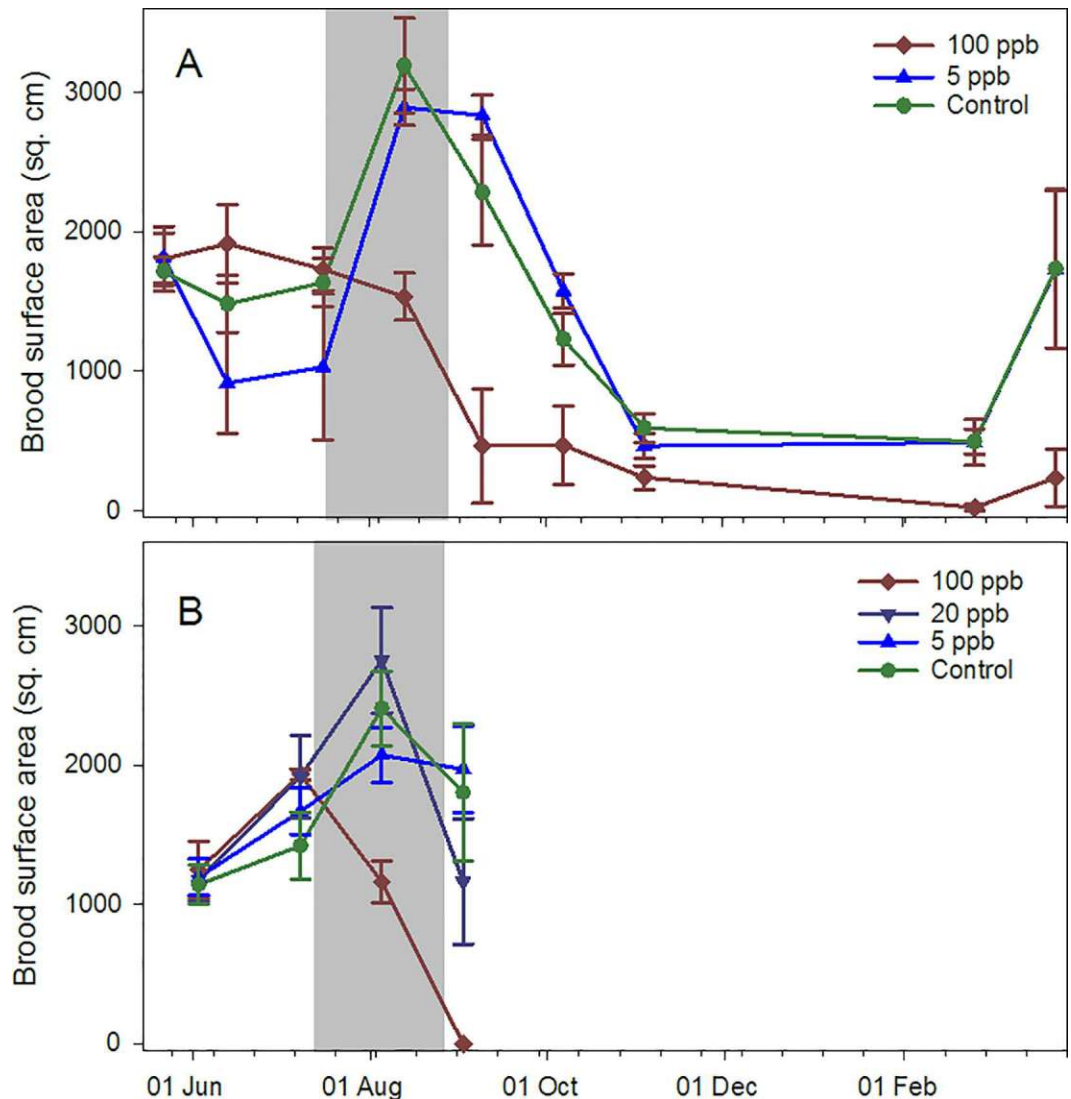 A
100 ppb
5 ppb
Control
3000
2000
1000
0
Brood surface area (sq. cm)
B
100 ppb
20 ppb
5 ppb
Control
3000
2000
1000
0
Brood surface area (sq. cm)
01 Jun 01 Aug 01 Oct 01 Dec 01 Feb